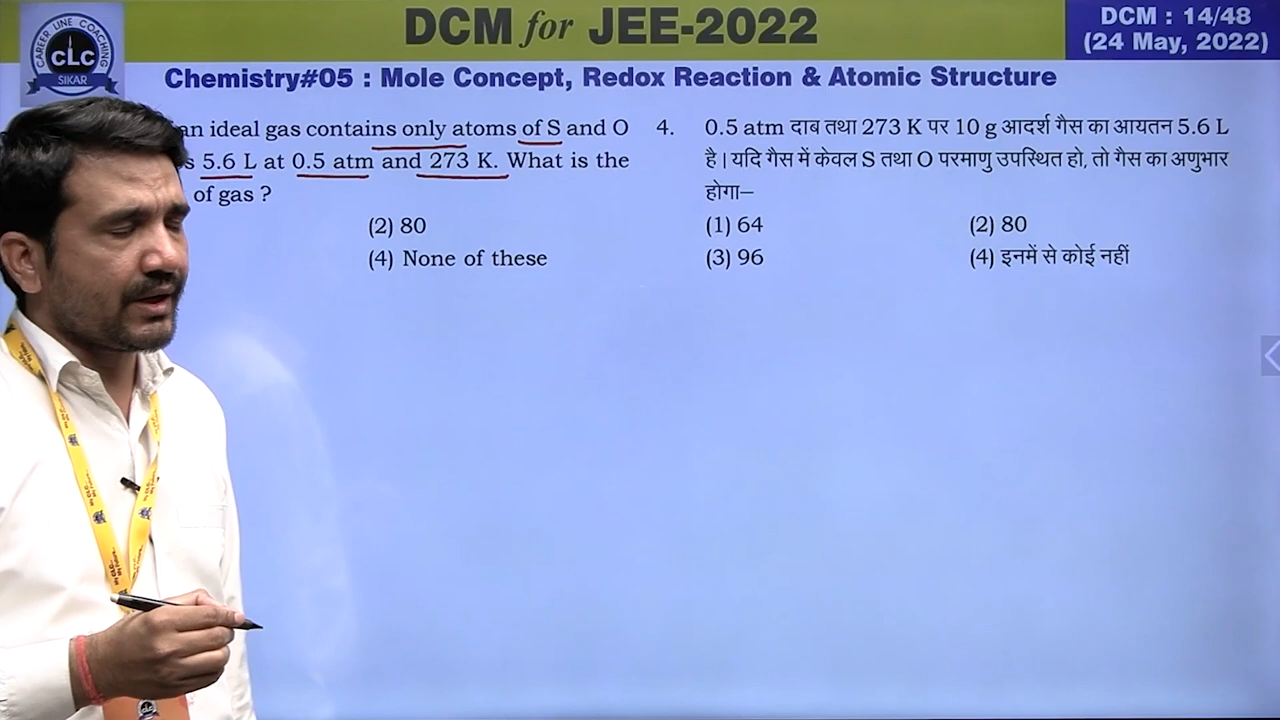 DCM for JEE-2022
DCM : 14/48
(24 May, 2022)
CAREER LINE COACHING
CLC
SIKAR
Chemistry#05 : Mole Concept, Redox Reaction & Atomic Structure
an ideal gas contains only atoms of S and O
5.6 L at 0.5 atm and 273 K. What is the
of gas ?
(2) 80
(4) None of these
4. 0.5 atm दाब तथा 273 K पर 10 g आदर्श गैस का आयतन 5.6 L
है। यदि गैस में केवल S तथा O परमाणु उपस्थित हो, तो गैस का अणुभार
होगा–
(1) 64 (2) 80
(3) 96 (4) इनमें से कोई नहीं